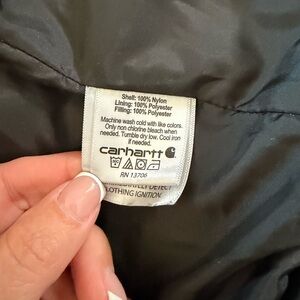 Shell: 100% Nylon
Lining: 100% Polyester
Filling: 100% Polyester
Machine wash cold with like colors.
Only non chlorine bleach when
needed. Tumble dry low. Cool iron
if needed.
carhartt
RN 13706
CLOTHING IGNITION